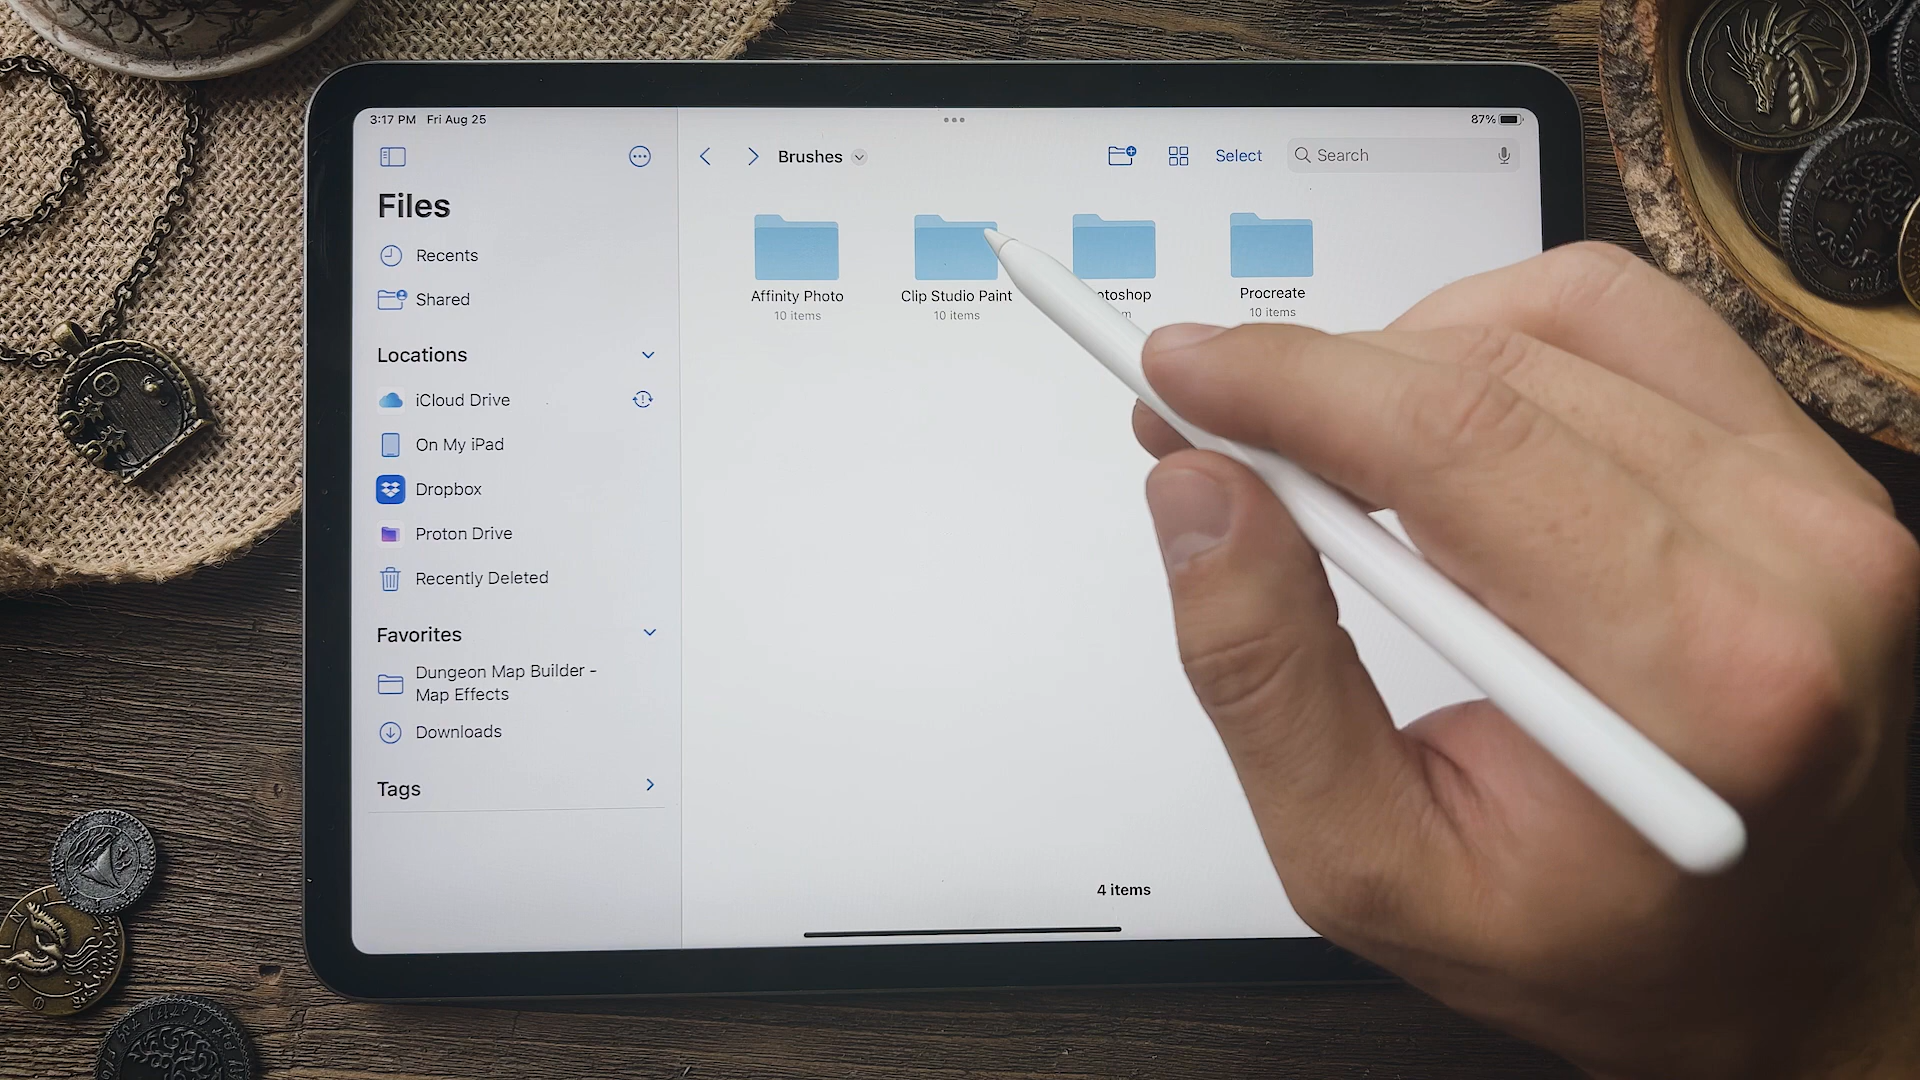 3:17 PM Fri Aug 25
87%
Files
Recents
Shared
Locations
iCloud Drive
On My iPad
Dropbox
Proton Drive
Recently Deleted
Favorites
Dungeon Map Builder -
Map Effects
Downloads
Tags
Brushes
Select
Search
Affinity Photo
10 items
Clip Studio Paint
10 items
Procreate
10 items
4 items